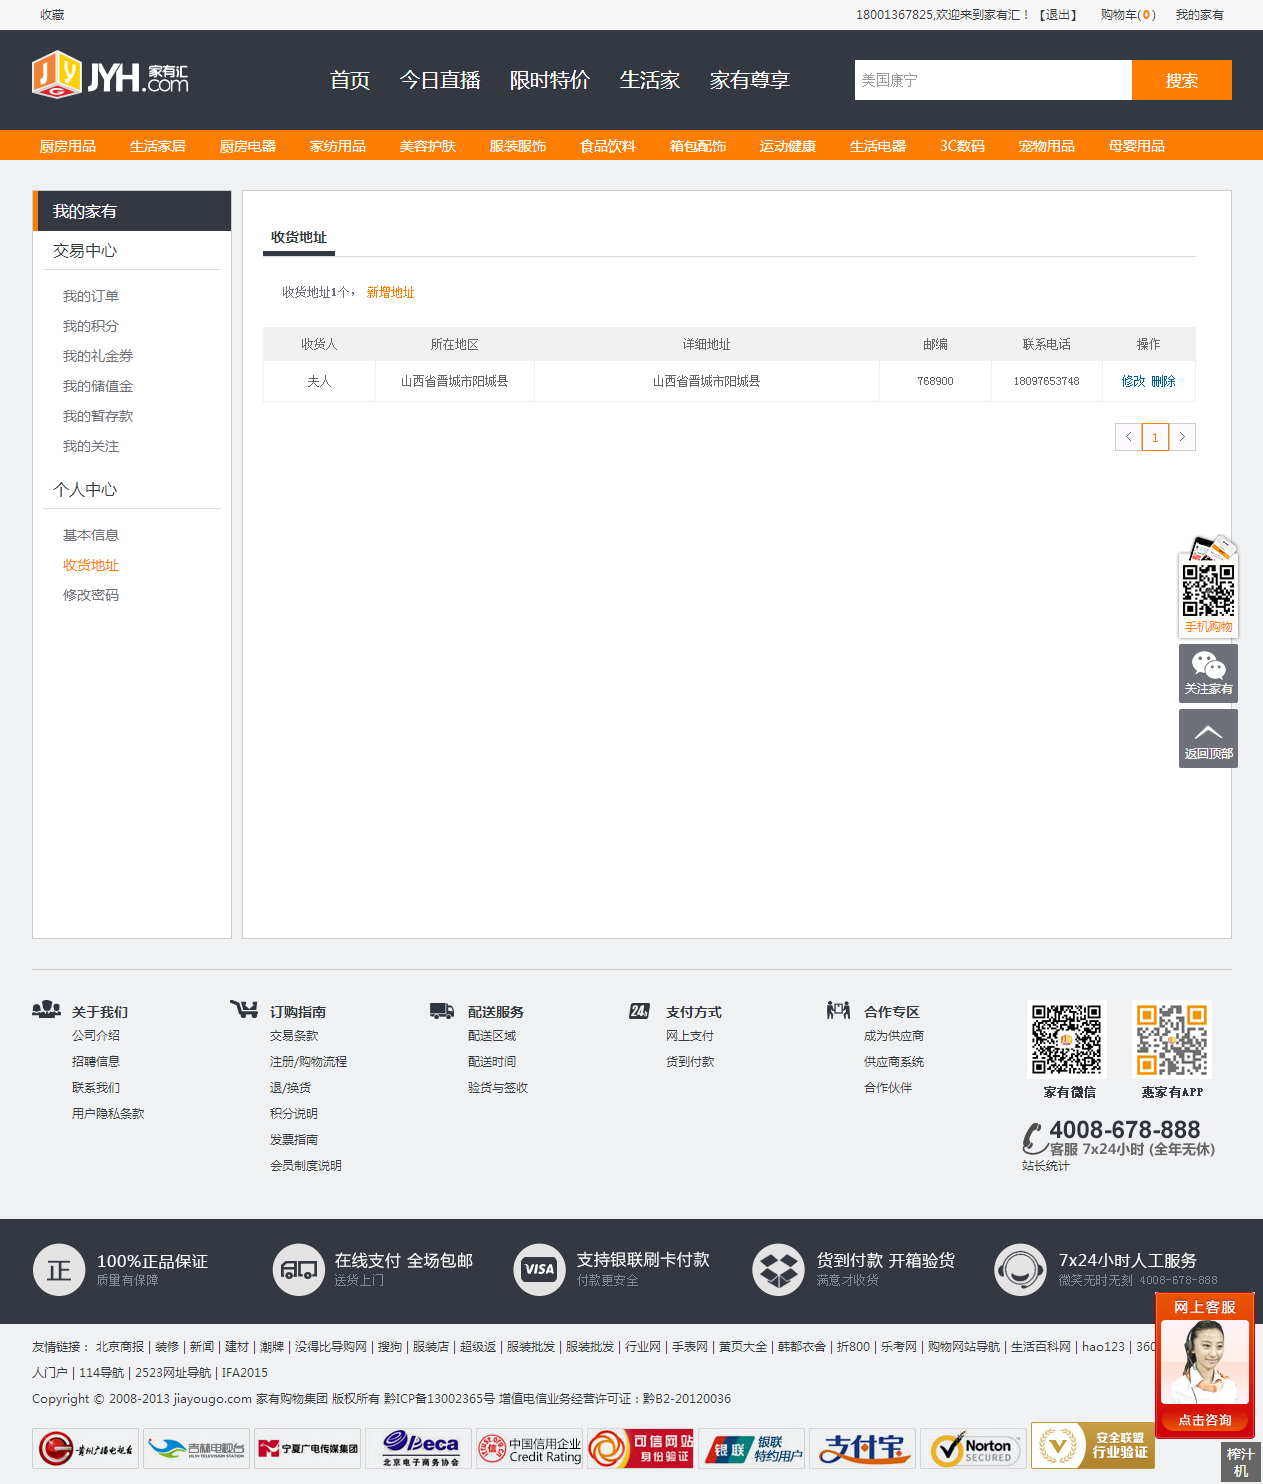 收藏
18001367825,欢迎来到家有汇！【退出】 购物车(0) 我的家有
JYH.com 家有汇
首页 今日直播 限时特价 生活家 家有尊享
美国康宁 搜索
厨房用品 生活家居 厨房电器 家纺用品 美容护肤 服装服饰 食品饮料 箱包配饰 运动健康 生活电器 3C数码 宠物用品 母婴用品
我的家有
交易中心
我的订单
我的积分
我的礼金券
我的储值金
我的暂存款
我的关注
个人中心
基本信息
收货地址
修改密码
收货地址
收货地址1个， 新增地址
收货人 所在地区 详细地址 邮编 联系电话 操作
夫人 山西省晋城市阳城县 山西省晋城市阳城县 768900 18097653748 修改 删除
< 1 >
手机购物
关注家有
返回顶部
关于我们
公司介绍
招聘信息
联系我们
用户隐私条款
订购指南
交易条款
注册/购物流程
退/换货
积分说明
发票指南
会员制度说明
配送服务
配送区域
配送时间
验货与签收
24h
支付方式
网上支付
货到付款
合作专区
成为供应商
供应商系统
合作伙伴
家有微信 惠家有APP
4008-678-888
客服 7x24小时 (全年无休)
站长统计
正 100%正品保证
质量有保障
在线支付 全场包邮
送货上门
VISA 支持银联刷卡付款
付款更安全
货到付款 开箱验货
满意才收货
7x24小时人工服务
微笑无时无刻 4008-678-888
网上客服
点击咨询
友情链接： 北京商报 | 装修 | 新闻 | 建材 | 潮牌 | 没得比导购网 | 搜狗 | 服装店 | 超级返 | 服装批发 | 服装批发 | 行业网 | 手表网 | 黄页大全 | 韩都衣舍 | 折800 | 乐考网 | 购物网站导航 | 生活百科网 | hao123 | 360
人门户 | 114导航 | 2523网址导航 | IFA2015
Copyright © 2008-2013 jiayougo.com 家有购物集团 版权所有 黔ICP备13002365号 增值电信业务经营许可证：黔B2-20120036
贵州广播电视台
吉林电视台 JILIN TELEVISION STATION
宁夏广电传媒集团
Beca 北京电子商务协会
中国信用企业 Credit Rating
可信网站 身份验证
银联 银联特约用户
支付宝
Norton SECURED
安全联盟 行业验证
榨汁机